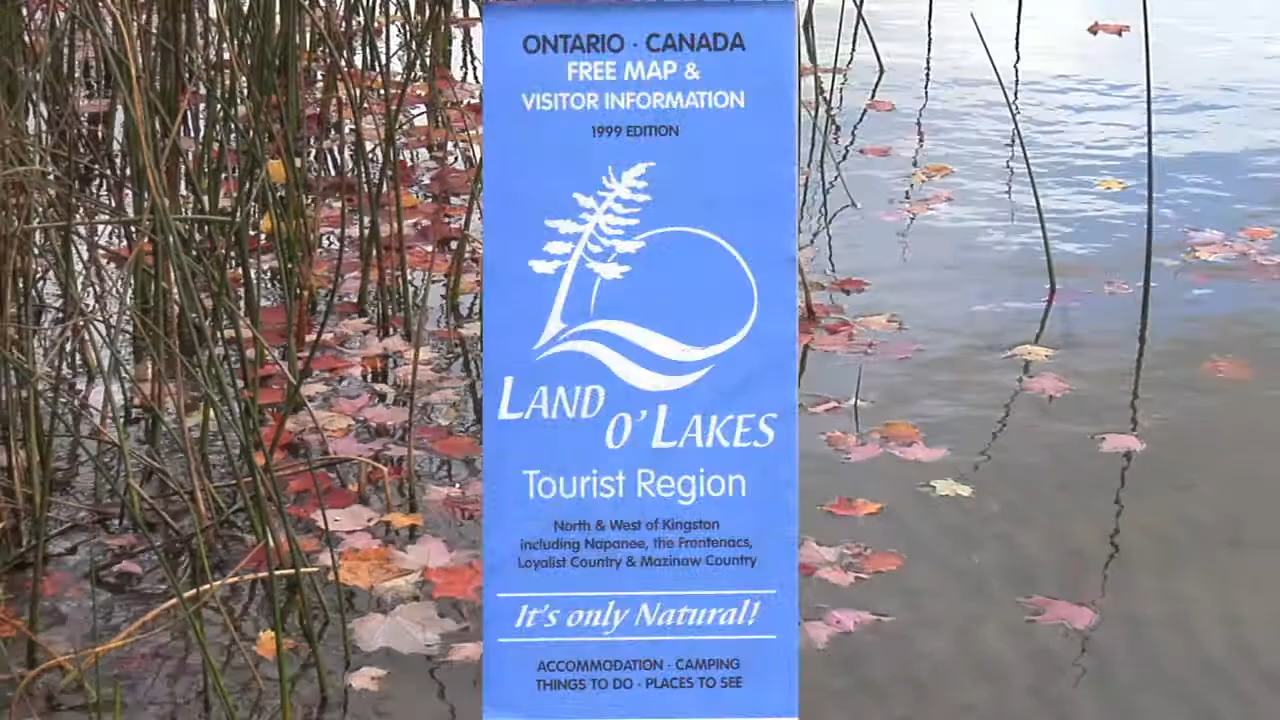 ONTARIO · CANADA
FREE MAP &
VISITOR INFORMATION
1999 EDITION
LAND
O'LAKES
Tourist Region
North & West of Kingston
including Napanee, the Frontenacs,
Loyalist Country & Mazinaw Country
It's only Natural!
ACCOMMODATION · CAMPING
THINGS TO DO · PLACES TO SEE